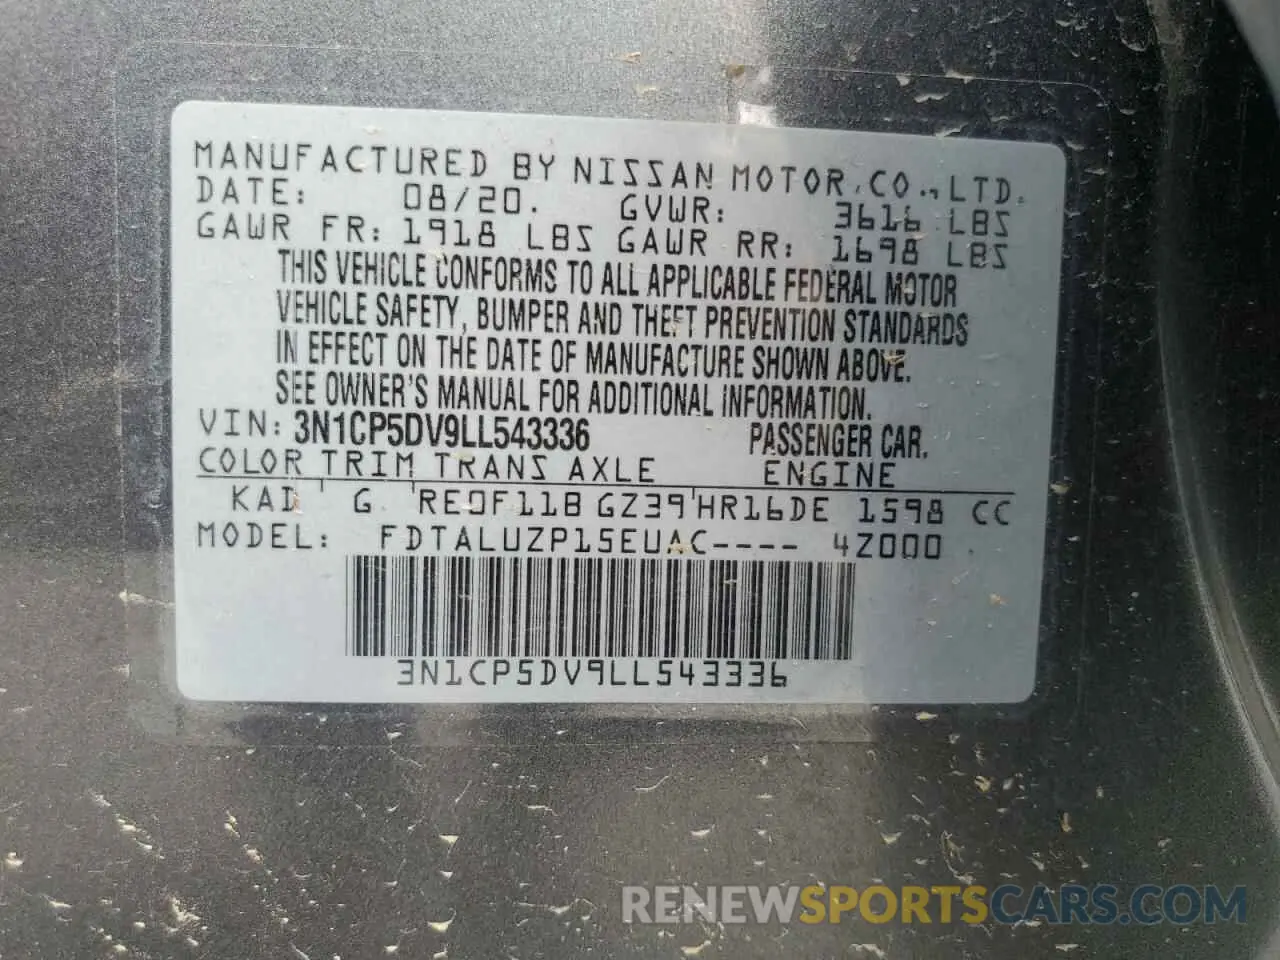 MANUFACTURED BY NISSAN MOTOR. CO., LTD.
DATE: 08/20. GVWR: 3616 LBS
GAWR FR: 1918 LBS GAWR RR: 1698 LBS
THIS VEHICLE CONFORMS TO ALL APPLICABLE FEDERAL MOTOR
VEHICLE SAFETY, BUMPER AND THEFT PREVENTION STANDARDS
IN EFFECT ON THE DATE OF MANUFACTURE SHOWN ABOVE.
SEE OWNER'S MANUAL FOR ADDITIONAL INFORMATION.
VIN: 3N1CP5DV9LL543336 PASSENGER CAR.
COLOR TRIM TRANS AXLE ENGINE
KAD G RE0F11B GZ39 HR16DE 1598 CC
MODEL: FDTALUZP15EUAC---- 4Z000
3N1CP5DV9LL543336
RENEWSPORTSCARS.COM